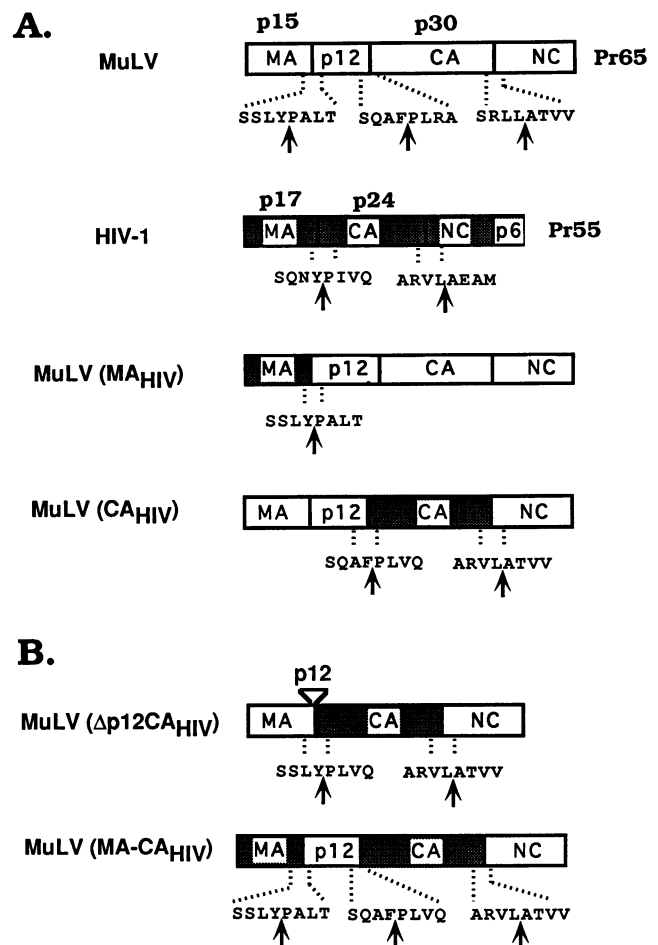 A.
p15 p30
MuLV MA p12 CA NC Pr65
SSLYPALT SQAFPLRA SRLLATVV
p17 p24
HIV-1 MA CA NC p6 Pr55
SQNYPIVQ ARVLAEAM
MuLV (MAHIV) MA p12 CA NC
SSLYPALT
MuLV (CAHIV) MA p12 CA NC
SQAFPLVQ ARVLATVV
B.
p12
MuLV (Δp12CAHIV) MA CA NC
SSLYPLVQ ARVLATVV
MuLV (MA-CAHIV) MA p12 CA NC
SSLYPALT SQAFPLVQ ARVLATVV